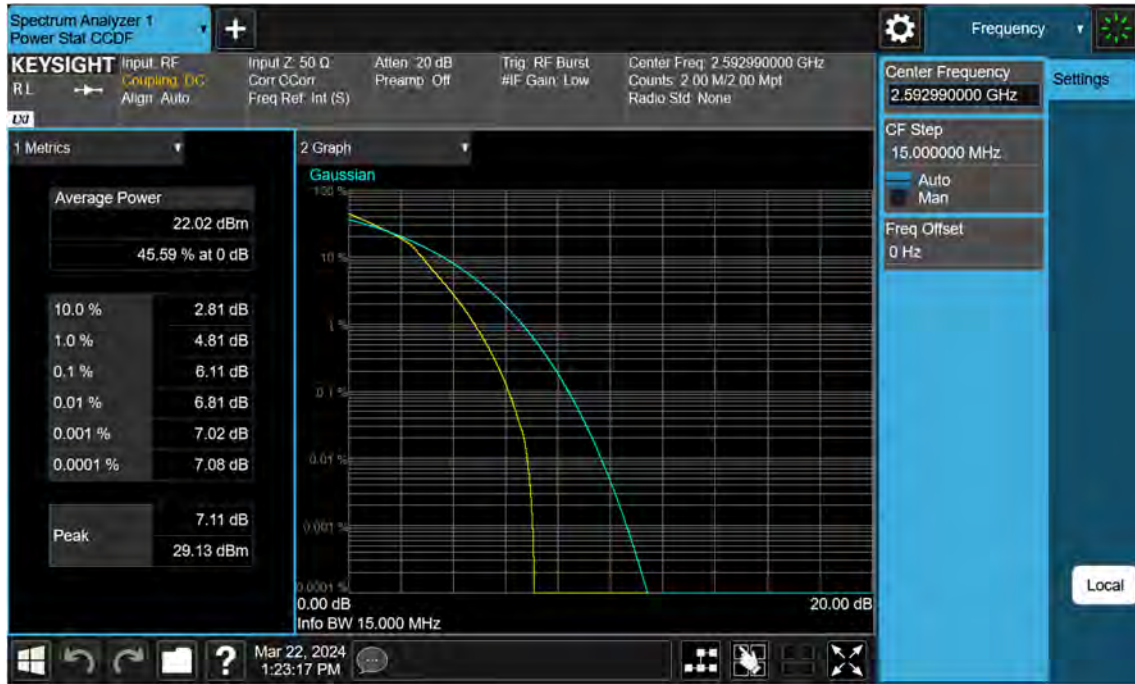 Spectrum Analyzer 1
Power Stat CCDF
+
Frequency
KEYSIGHT Input: RF
Coupling: DC
Align: Auto
RL
LXI
Input Z: 50 Ω
Corr CCorr
Freq Ref: Int (S)
Atten: 20 dB
Preamp: Off
Trig: RF Burst
#IF Gain: Low
Center Freq: 2.592990000 GHz
Counts: 2.00 M/2.00 Mpt
Radio Std: None
Center Frequency
2.592990000 GHz
Settings
CF Step
15.000000 MHz
Auto
Man
Freq Offset
0 Hz
1 Metrics
Average Power
22.02 dBm
45.59 % at 0 dB
10.0 % 2.81 dB
1.0 % 4.81 dB
0.1 % 6.11 dB
0.01 % 6.81 dB
0.001 % 7.02 dB
0.0001 % 7.08 dB
Peak
7.11 dB
29.13 dBm
2 Graph
Gaussian
100 %
10 %
1 %
0.1 %
0.01 %
0.001 %
0.0001 %
0.00 dB 20.00 dB
Info BW 15.000 MHz
Local
? Mar 22, 2024
1:23:17 PM